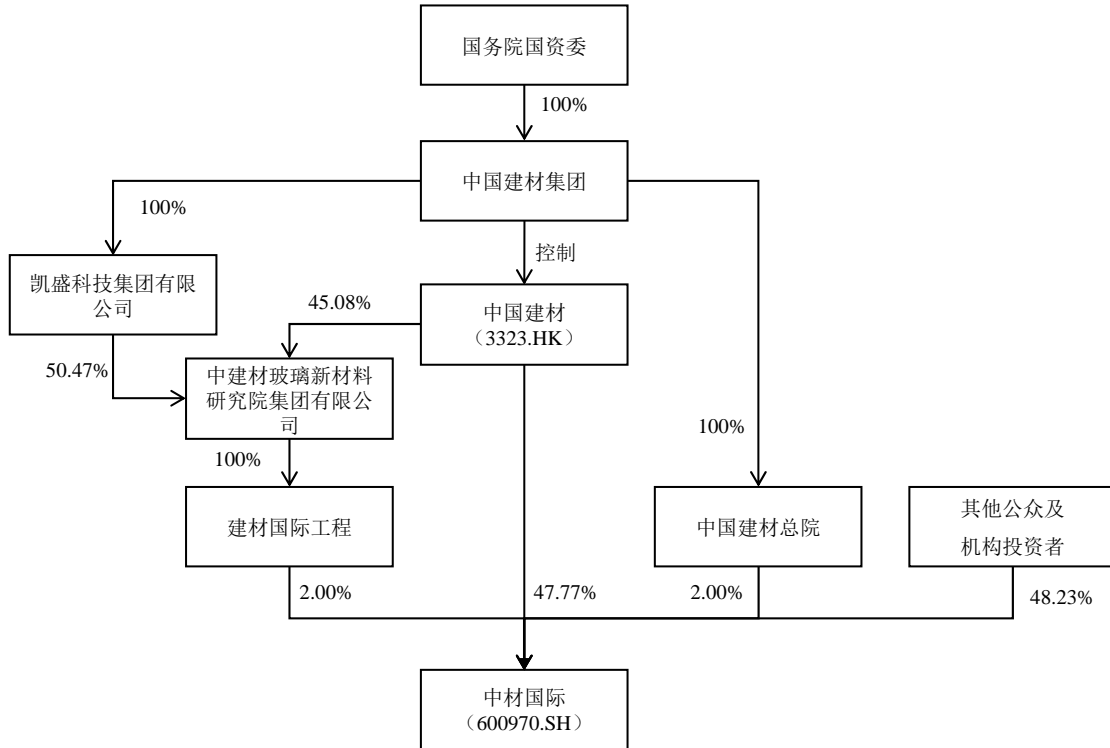 国务院国资委
100%
中国建材集团
100%
控制
凯盛科技集团有限
公司
中国建材
（3323.HK）
45.08%
50.47%
中建材玻璃新材料
研究院集团有限公
司
100%
100%
建材国际工程
中国建材总院
其他公众及
机构投资者
2.00%
47.77%
2.00%
48.23%
中材国际
（600970.SH）